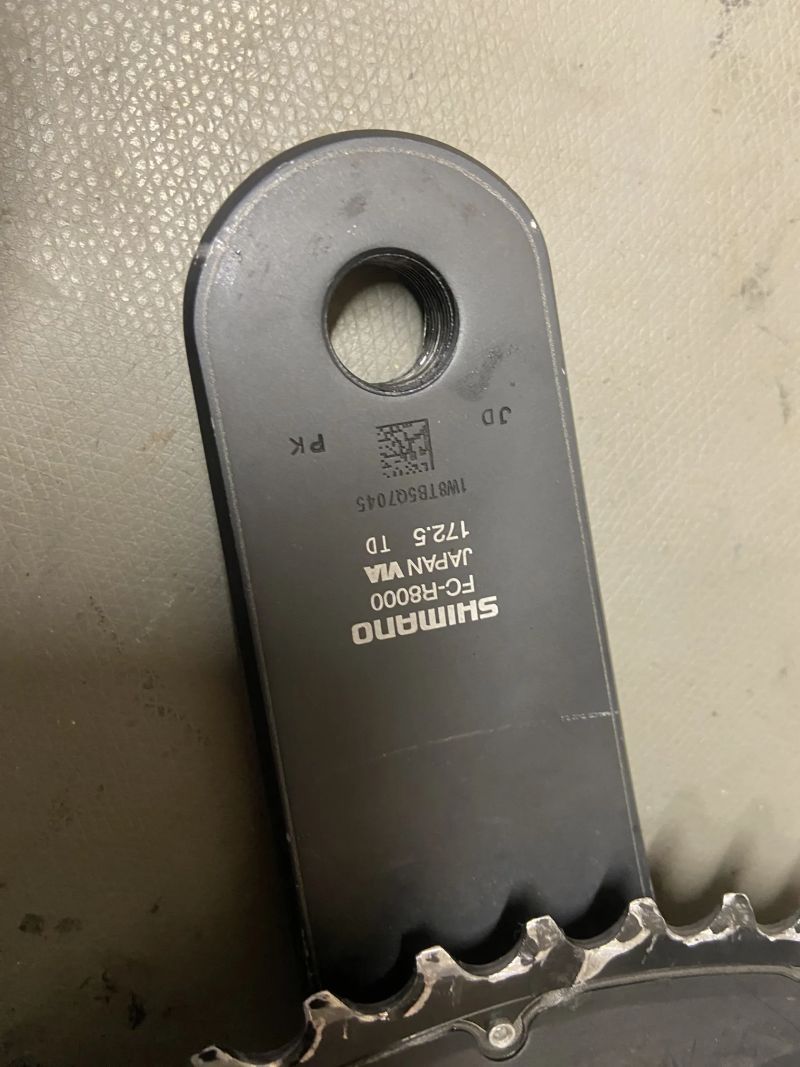 SHIMANO
FC-R8000
JAPAN VIA
172.5 TD
1W8TB5Q7045
JD PK